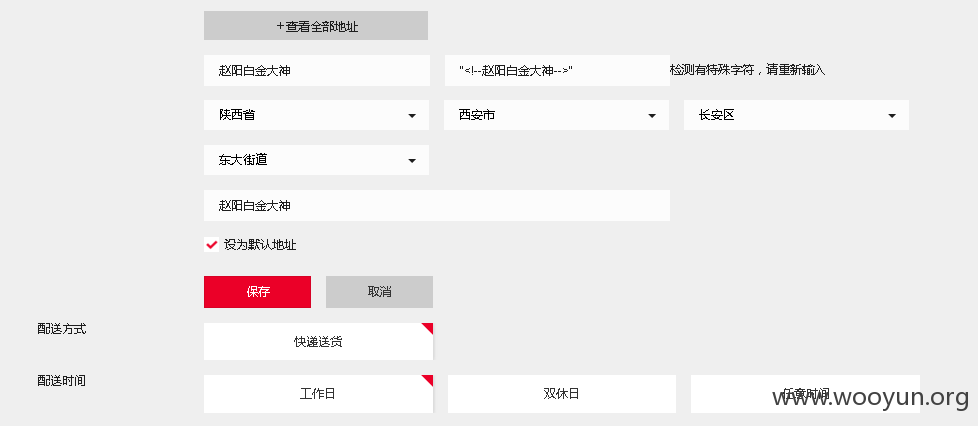 +查看全部地址
赵阳白金大神 "<!--赵阳白金大神-->" 检测有特殊字符，请重新输入
陕西省 西安市 长安区
东大街道
赵阳白金大神
设为默认地址
保存 取消
配送方式 快递送货
配送时间 工作日 双休日 任意时间
www.wooyun.org